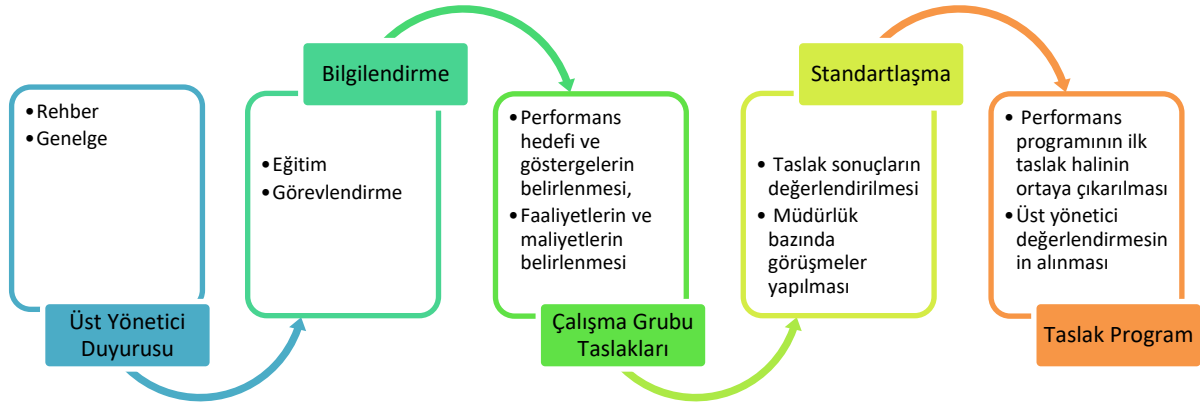 •Rehber
•Genelge
Üst Yönetici
Duyurusu
Bilgilendirme
•Eğitim
•Görevlendirme
•Performans
hedefi ve
göstergelerin
belirlenmesi,
•Faaliyetlerin ve
maliyetlerin
belirlenmesi
Çalışma Grubu
Taslakları
Standartlaşma
• Taslak sonuçların
değerlendirilmesi
• Müdürlük
bazında
görüşmeler
yapılması
• Performans
programının ilk
taslak halinin
ortaya çıkarılması
•Üst yönetici
değerlendirmesin
in alınması
Taslak Program